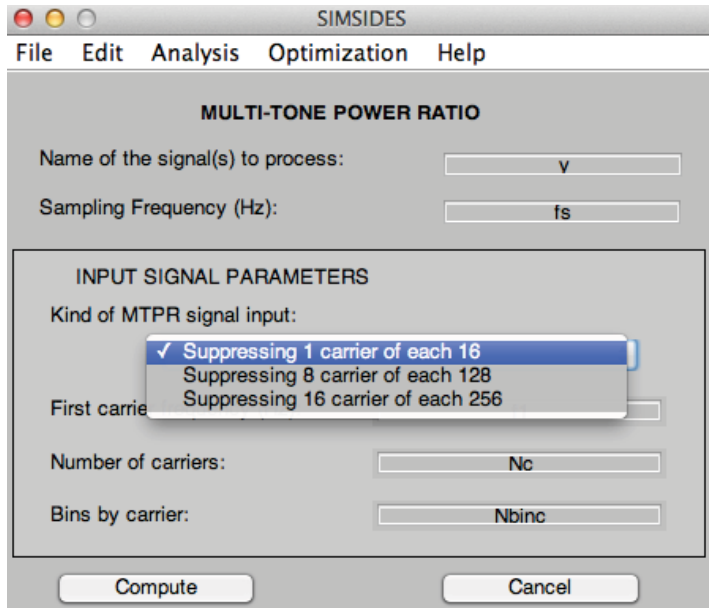 SIMSIDES
File Edit Analysis Optimization Help
MULTI-TONE POWER RATIO
Name of the signal(s) to process: v
Sampling Frequency (Hz): fs
INPUT SIGNAL PARAMETERS
Kind of MTPR signal input:
✓ Suppressing 1 carrier of each 16
Suppressing 8 carrier of each 128
Suppressing 16 carrier of each 256
First
Number of carriers: Nc
Bins by carrier: Nbinc
Compute Cancel